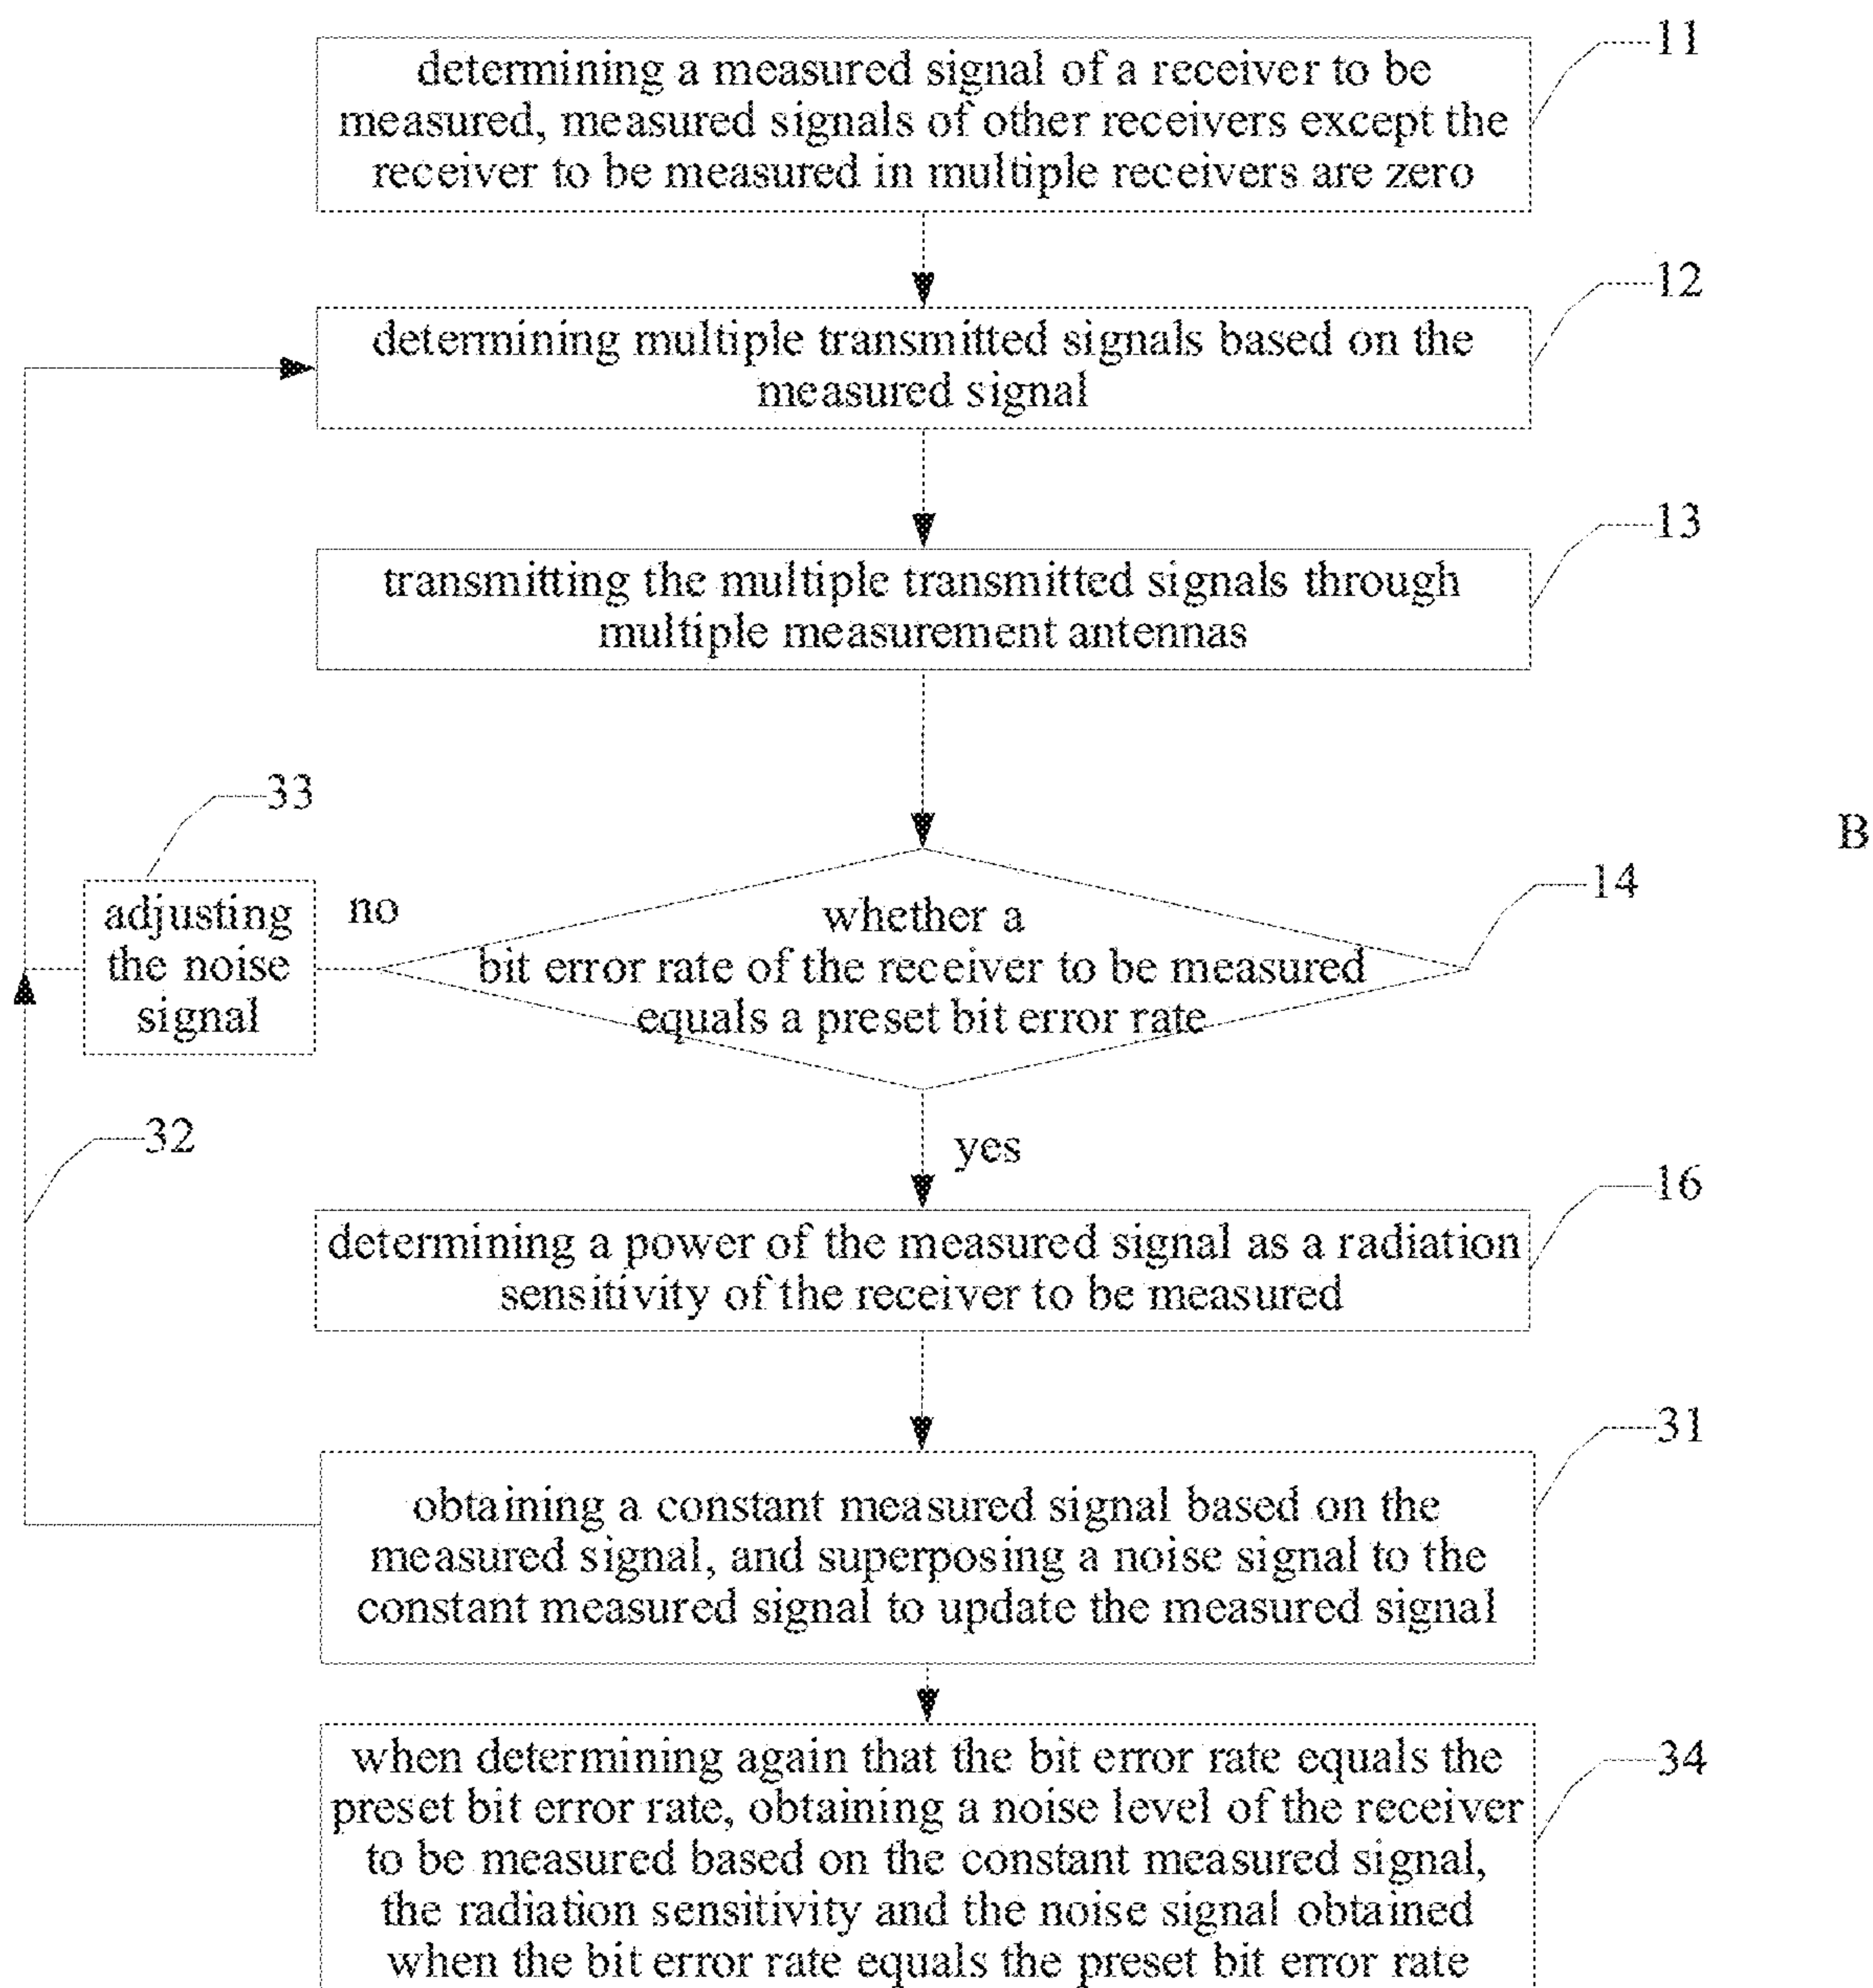 11
determining a measured signal of a receiver to be
measured, measured signals of other receivers except the
receiver to be measured in multiple receivers are zero
12
determining multiple transmitted signals based on the
measured signal
13
transmitting the multiple transmitted signals through
multiple measurement antennas
33
B
adjusting
the noise
signal
no
14
whether a
bit error rate of the receiver to be measured
equals a preset bit error rate
32
yes
16
determining a power of the measured signal as a radiation
sensitivity of the receiver to be measured
31
obtaining a constant measured signal based on the
measured signal, and superposing a noise signal to the
constant measured signal to update the measured signal
34
when determining again that the bit error rate equals the
preset bit error rate, obtaining a noise level of the receiver
to be measured based on the constant measured signal,
the radiation sensitivity and the noise signal obtained
when the bit error rate equals the preset bit error rate